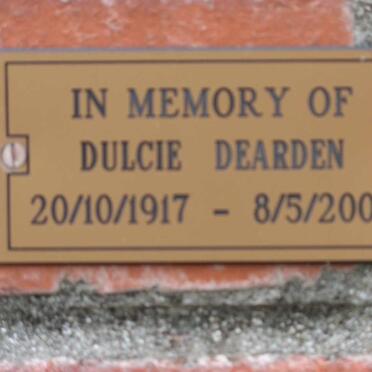 IN MEMORY OF
DULCIE DEARDEN
20/10/1917 - 8/5/200